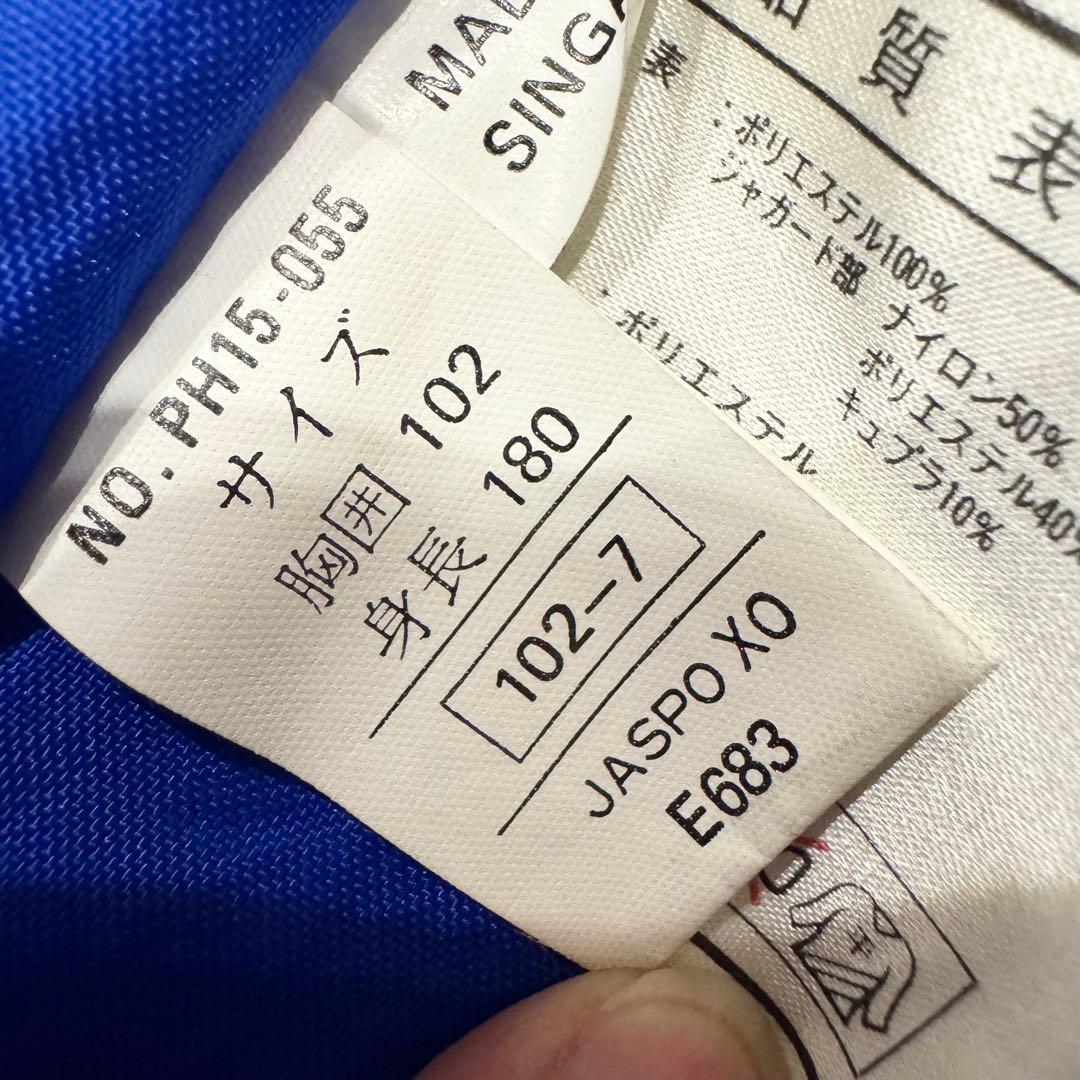 NO. PH15-055
サイズ
胸囲 102
身長 180
102-7
JASPO XO
E683
質
表
表
:ポリエステル100%
ジャカード部 ナイロン50%
ポリエステル40%
キュプラ10%
:ポリエステル